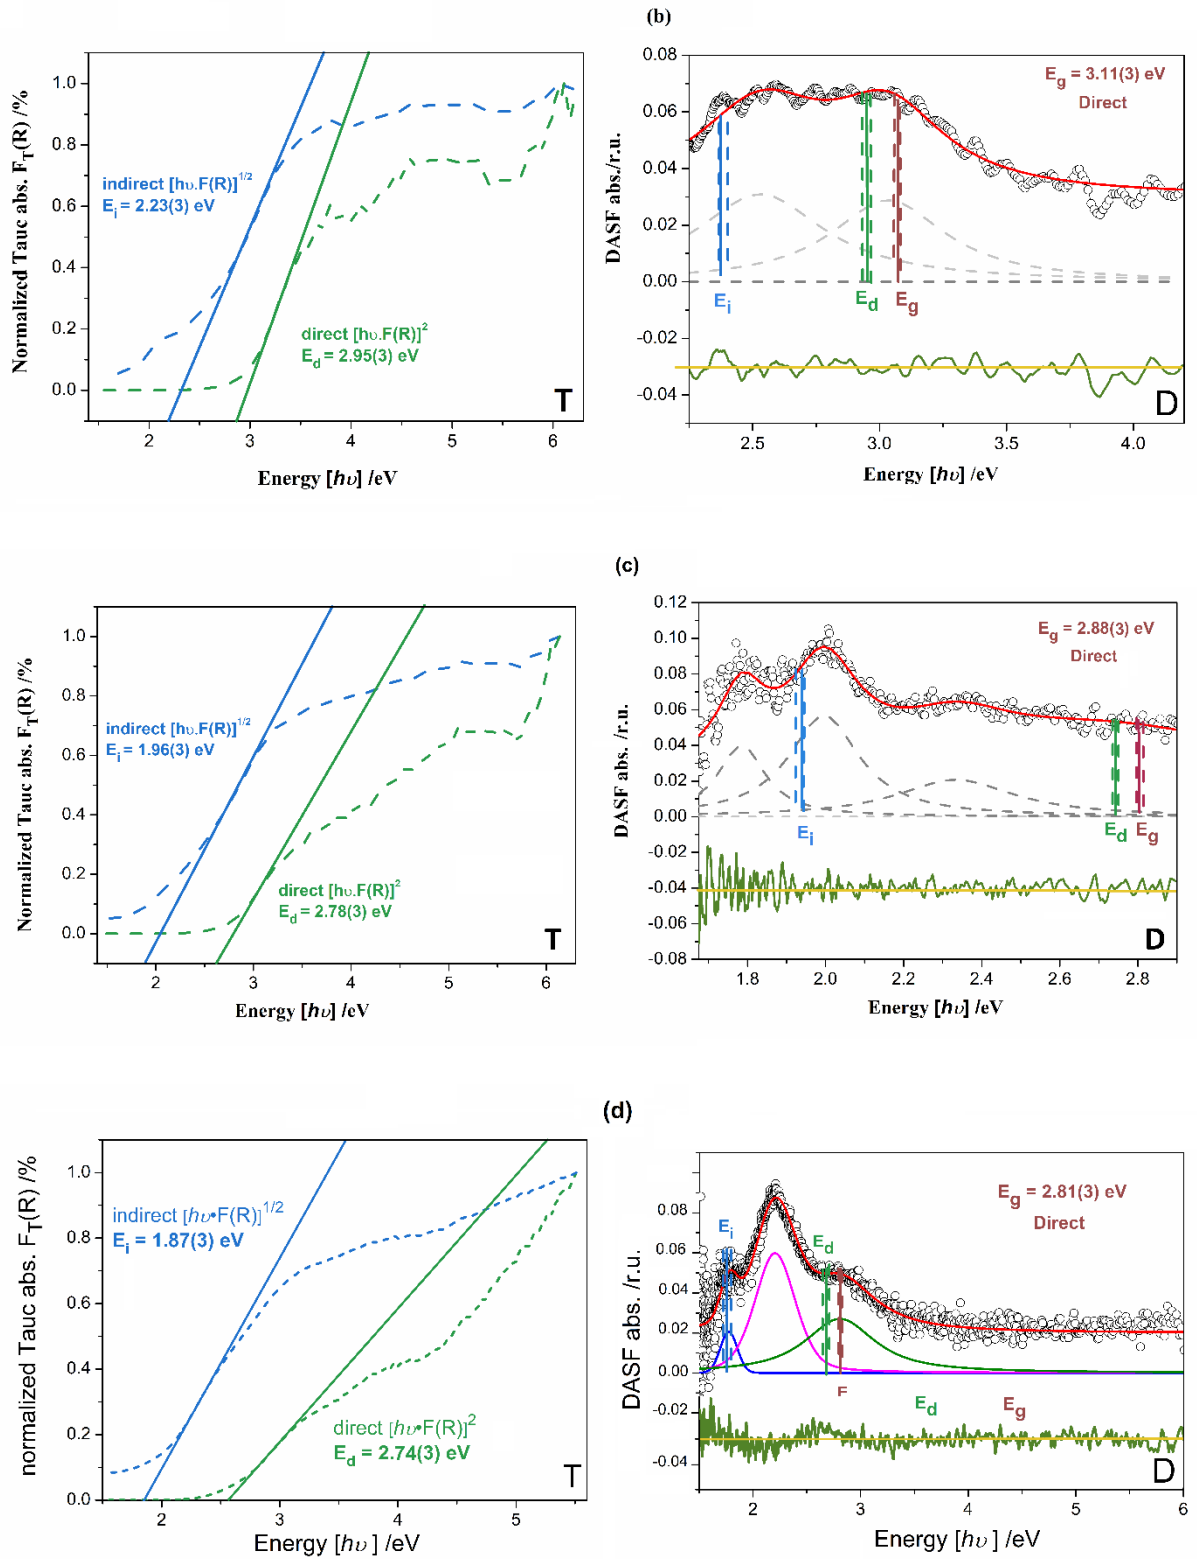 (b)
Normalized Tauc abs. F_T(R) /%
1.0
0.8
0.6
0.4
0.2
0.0
indirect [hυ.F(R)]^1/2
E_i = 2.23(3) eV
direct [hυ.F(R)]^2
E_d = 2.95(3) eV
T
2 3 4 5 6
Energy [hυ] /eV
DASF abs./r.u.
0.08
0.06
0.04
0.02
0.00
-0.02
-0.04
E_g = 3.11(3) eV
Direct
E_i E_d E_g
D
2.5 3.0 3.5 4.0
Energy [hυ] /eV
(c)
Normalized Tauc abs. F_T(R) /%
1.0
0.8
0.6
0.4
0.2
0.0
indirect [hυ.F(R)]^1/2
E_i = 1.96(3) eV
direct [hυ.F(R)]^2
E_d = 2.78(3) eV
T
2 3 4 5 6
Energy [hυ] /eV
DASF abs. /r.u.
0.12
0.10
0.08
0.06
0.04
0.02
0.00
-0.02
-0.04
-0.06
-0.08
E_g = 2.88(3) eV
Direct
E_i E_d E_g
D
1.8 2.0 2.2 2.4 2.6 2.8
Energy [hυ] /eV
(d)
normalized Tauc abs. F_T(R) /%
1.0
0.8
0.6
0.4
0.2
0.0
indirect [hυ•F(R)]^1/2
E_i = 1.87(3) eV
direct [hυ•F(R)]^2
E_d = 2.74(3) eV
T
2 3 4 5
Energy [hυ] /eV
DASF abs. /r.u.
0.10
0.08
0.06
0.04
0.02
0.00
-0.02
-0.04
E_g = 2.81(3) eV
Direct
E_i E_d
E_d E_g
D
2 3 4 5 6
Energy [hυ] /eV